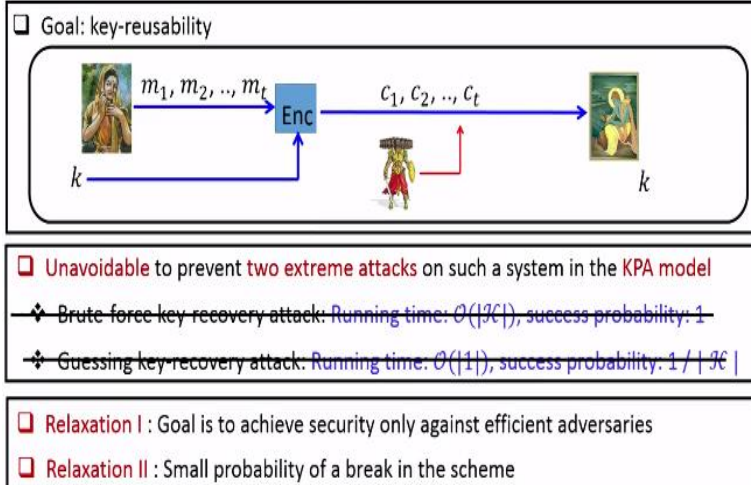 Goal: key-reusability
m₁, m₂, .., mₜ
Enc
c₁, c₂, .., cₜ
k
k
Unavoidable to prevent two extreme attacks on such a system in the KPA model
Brute-force key-recovery attack: Running time: 𝒪(|𝒦|), success probability: 1
Guessing key-recovery attack: Running time: 𝒪(|1|), success probability: 1 / | 𝒦 |
Relaxation I : Goal is to achieve security only against efficient adversaries
Relaxation II : Small probability of a break in the scheme